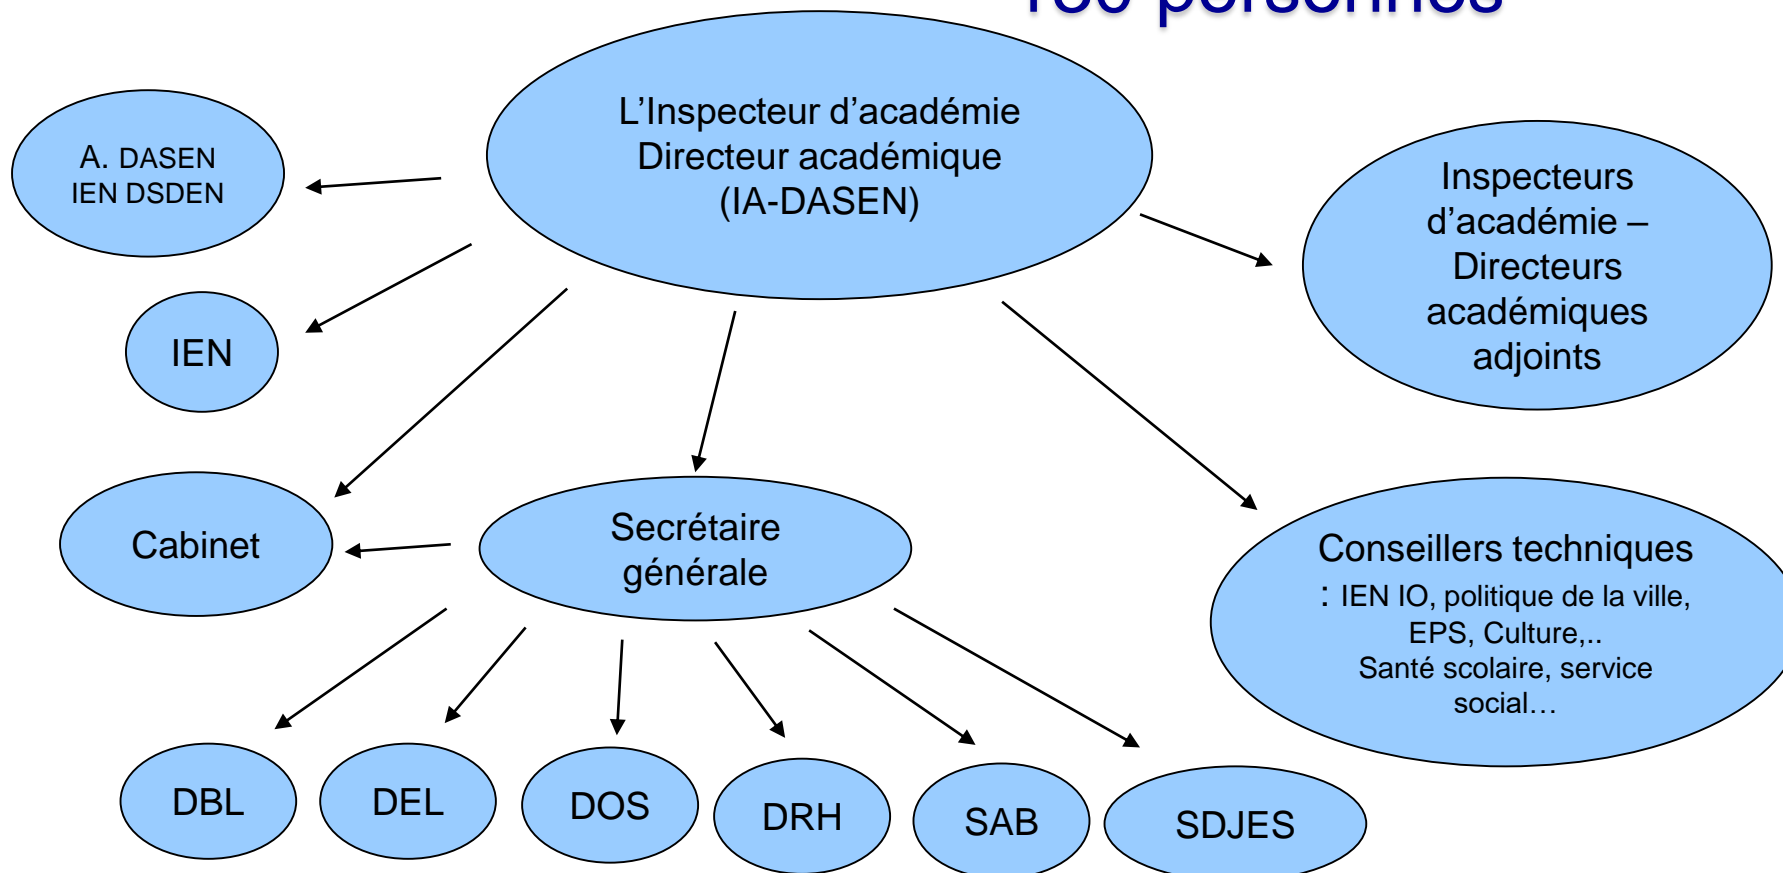 personnes
L’Inspecteur d’académie
Directeur académique
(IA-DASEN)
A. DASEN
IEN DSDEN
Inspecteurs
d’académie –
Directeurs
académiques
adjoints
IEN
Cabinet
Secrétaire
générale
Conseillers techniques
: IEN IO, politique de la ville,
EPS, Culture,..
Santé scolaire, service
social…
DBL
DEL
DOS
DRH
SAB
SDJES